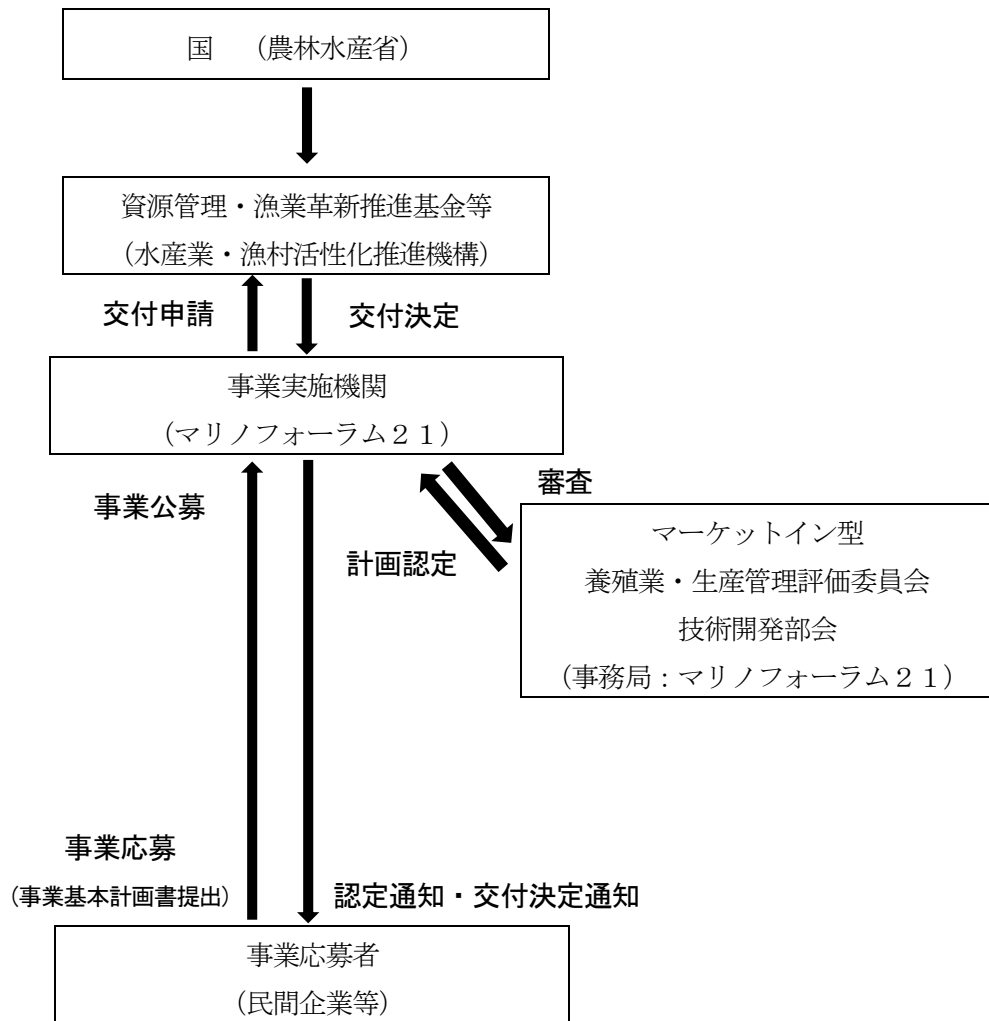 国　（農林水産省）
資源管理・漁業革新推進基金等
（水産業・漁村活性化推進機構）
交付申請
交付決定
事業実施機関
（マリノフォーラム２１）
事業公募
審査
計画認定
マーケットイン型
養殖業・生産管理評価委員会
技術開発部会
（事務局：マリノフォーラム２１）
事業応募
（事業基本計画書提出）
認定通知・交付決定通知
事業応募者
（民間企業等）